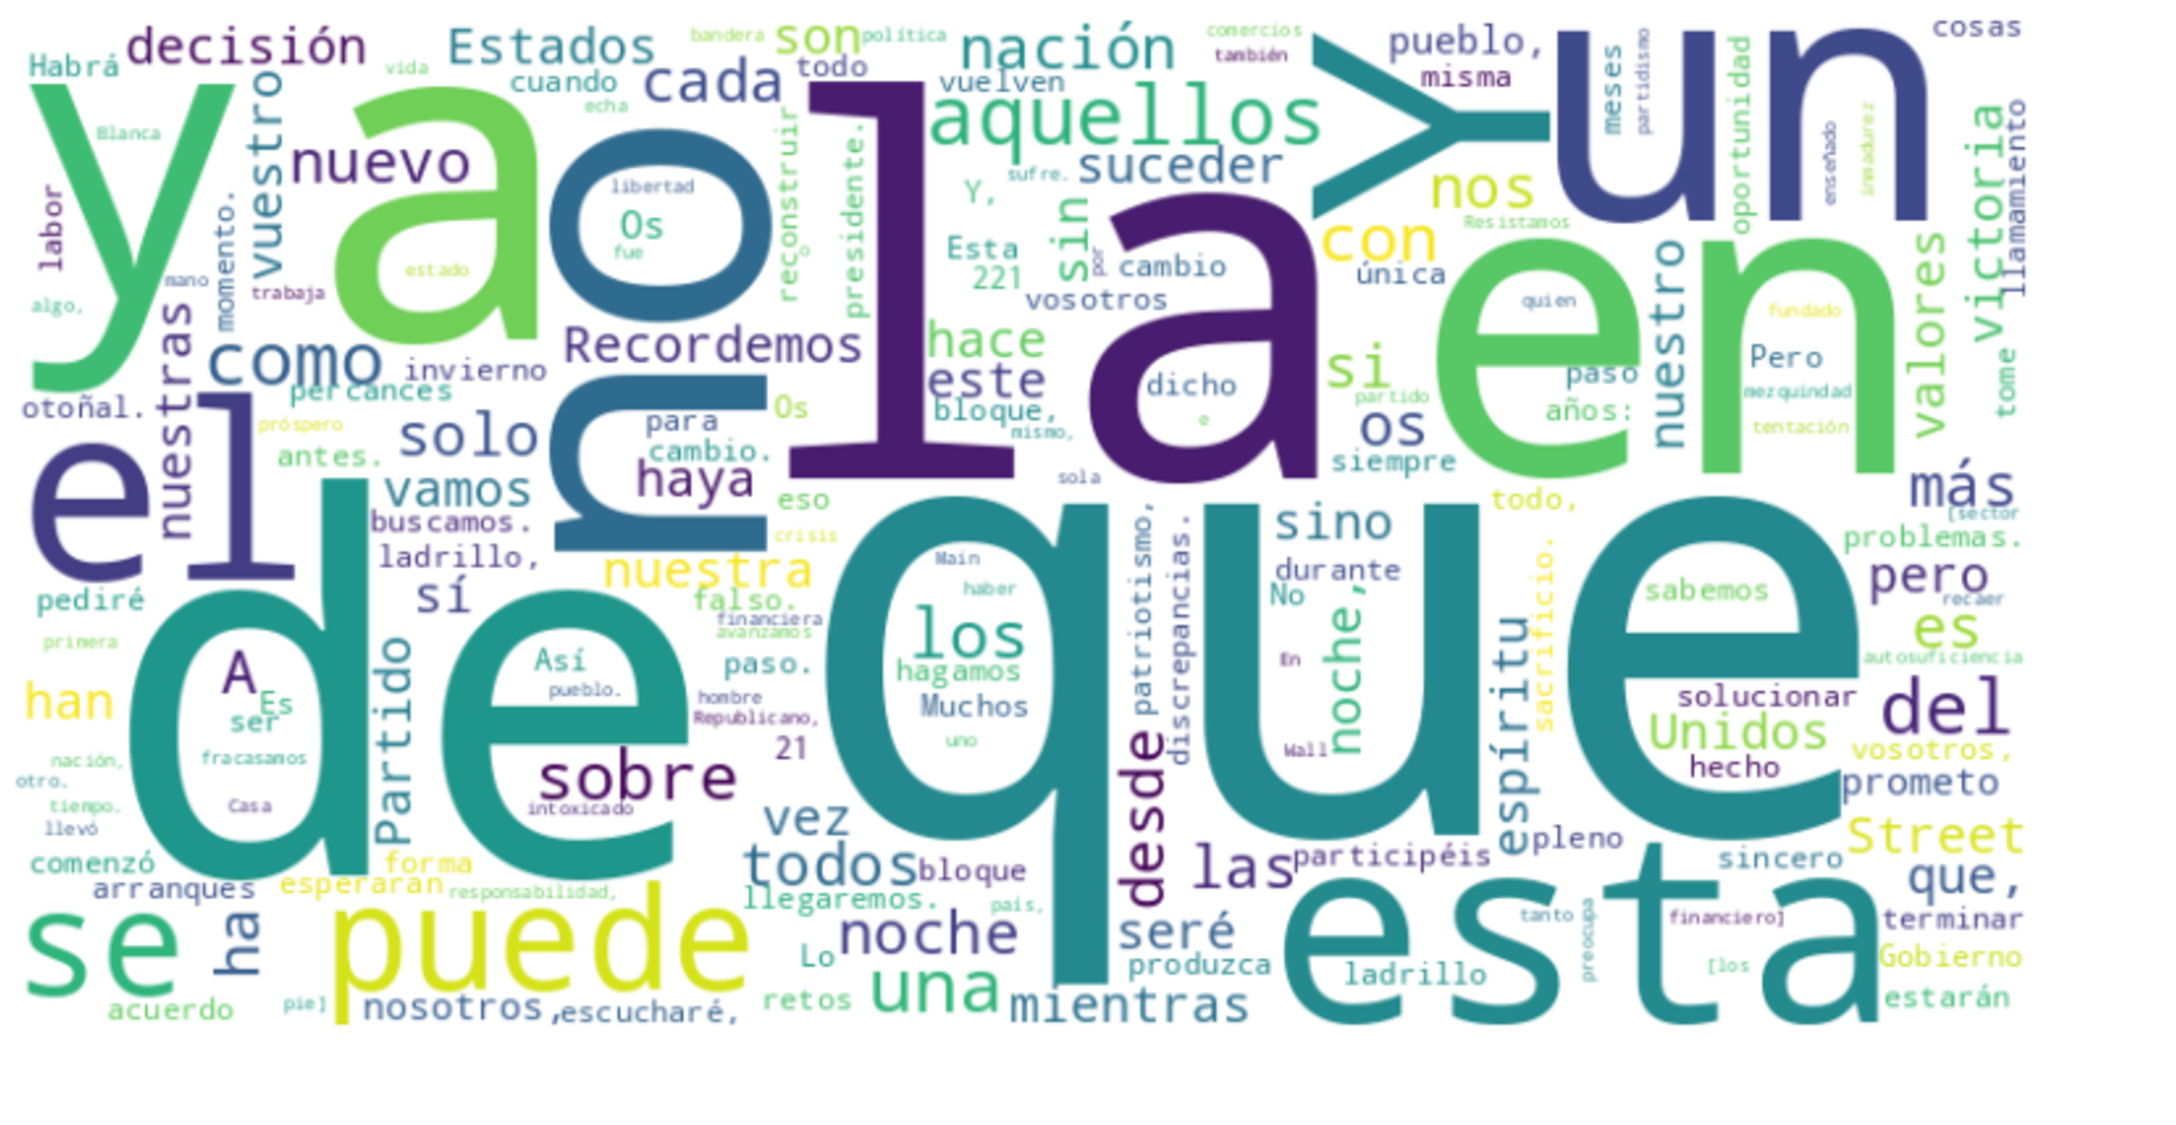 Habrá
decisión
Estados
bandera
son
política
nación
comercios
también
pueblo,
misma
cosas
vida
cuando
echa
cada
todo
vuelven
aquellos
Y
un
meses
partidismo
oportunidad
enseñado
inmadurez
victoria
llamamiento
y
Blanca
vuestro
nuevo
a
o
libertad
Os
fue
reconstruir
o
presidente.
la
Y,
sufre.
suceder
nos
Resistamos
labor
momento.
mano
trabaja
estado
Esta
221
sin
por
cambio
vosotros
con
única
en
quien
nuestro
fundado
valores
algo,
nuestras
como
invierno
percances
Recordemos
hace
este
bloque,
mismo,
dicho
e
si
partido
os
siempre
paso
años:
Pero
mezquindad
tentación
tome
otoñal.
el
próspero
antes.
solo
un
para
cambio.
haya
Os
sola
más
vamos
buscamos.
ladrillo,
sí
eso
crisis
nuestra
falso.
financiera
avanzamos
que
Main
haber
los
hagamos
Muchos
uno
patriotismo,
discrepancias.
sino
durante
No
En
noche,
Wall
todo,
sacrificio.
espíritu
sabemos
[sector
problemas.
pero
recaer
es
autosuficiencia
pediré
primera
han
de
A
Es
ser
fracasamos
Casa
Partido
Así
pueblo.
paso.
hombre
Republicano,
21
sobre
intoxicado
solucionar
Unidos
hecho
del
vosotros,
prometo
nación,
otro.
tiempo.
llevó
comenzó
arranques
forma
esperaran
responsabilidad,
vez
todos
bloque
llegaremos.
país,
desde
las
participéis
pleno
sincero
Street
que,
se
ha
puede
Lo
noche
seré
produzca
esta
tanto
preocupa
financiero]
terminar
ladrillo
[los
Gobierno
acuerdo
pie]
nosotros,
escucharé,
retos
una
mientras
estarán